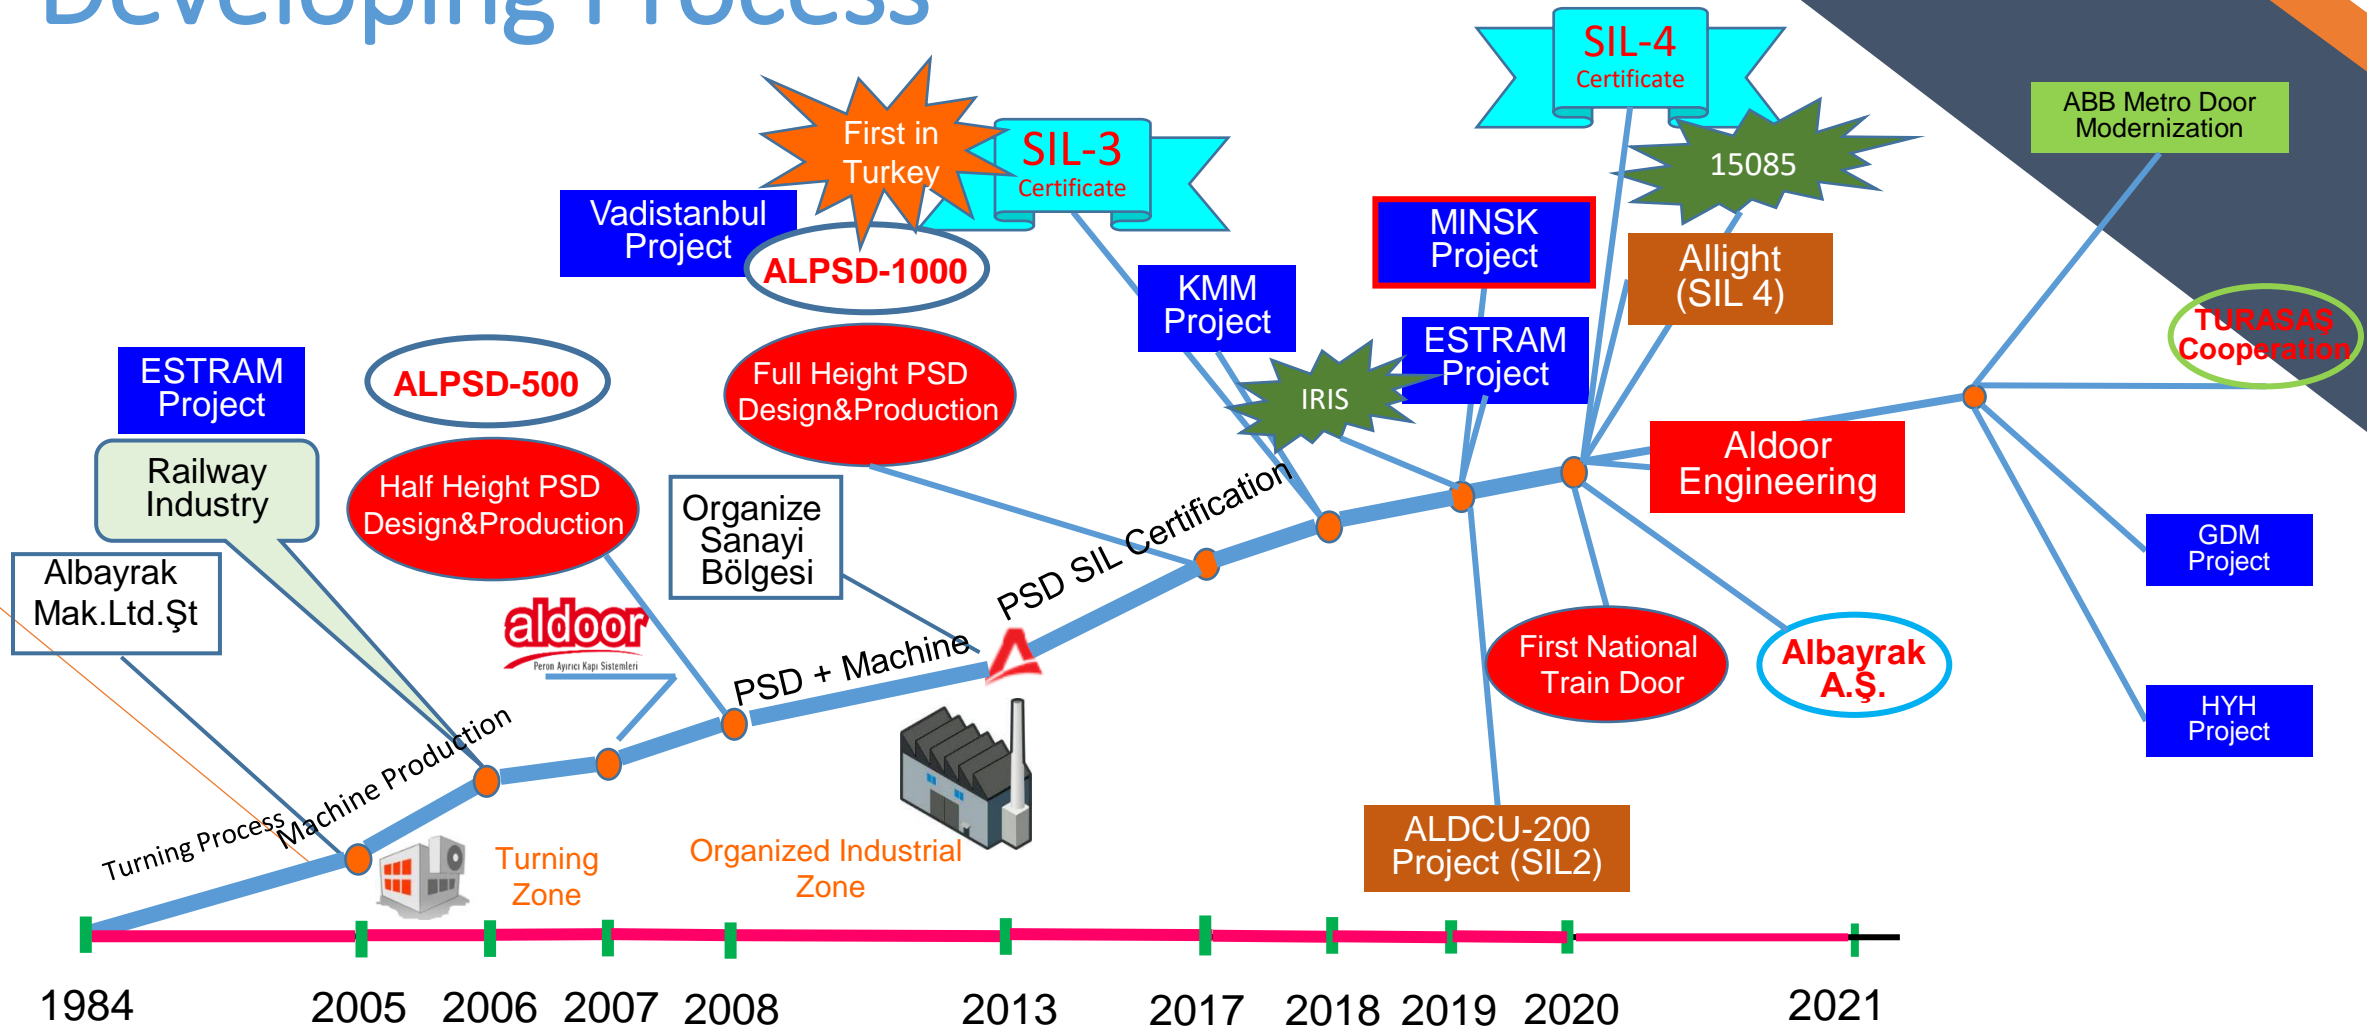 Developing Process
SIL-4
Certificate
First in
Turkey
SIL-3
Certificate
15085
ABB Metro Door
Modernization
Vadistanbul
Project
ALPSD-1000
MINSK
Project
Allight
(SIL 4)
KMM
Project
TURASAŞ
Cooperation
ESTRAM
Project
ALPSD-500
Full Height PSD
Design&Production
IRIS
ESTRAM
Project
Railway
Industry
Half Height PSD
Design&Production
Organize
Sanayi
Bölgesi
PSD SIL Certification
Aldoor
Engineering
GDM
Project
Albayrak
Mak.Ltd.Şt
aldoor
Peron Ayırıcı Kapı Sistemleri
PSD + Machine
First National
Train Door
Albayrak
A.Ş.
HYH
Project
Turning Process
Machine Production
Turning
Zone
Organized Industrial
Zone
ALDCU-200
Project (SIL2)
1984 2005 2006 2007 2008 2013 2017 2018 2019 2020 2021